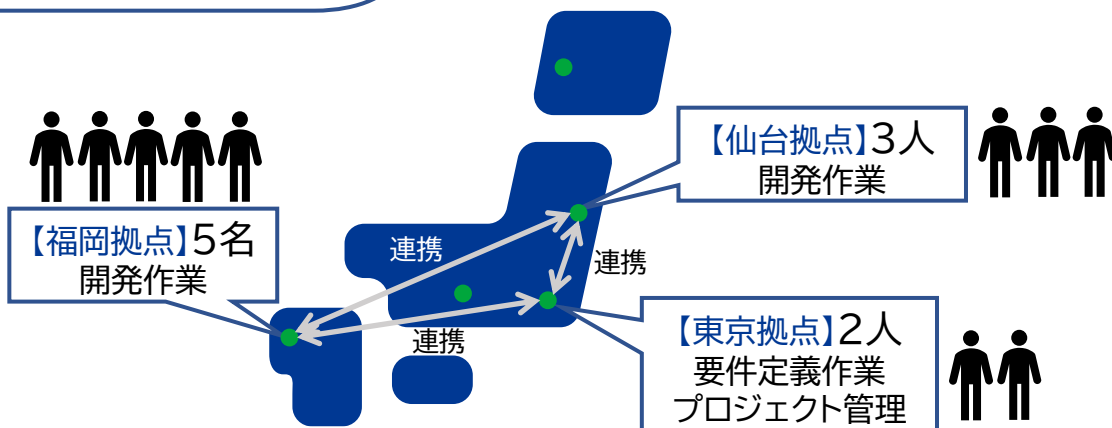 【仙台拠点】3人
開発作業
【福岡拠点】5名
開発作業
連携
連携
連携
【東京拠点】2人
要件定義作業
プロジェクト管理